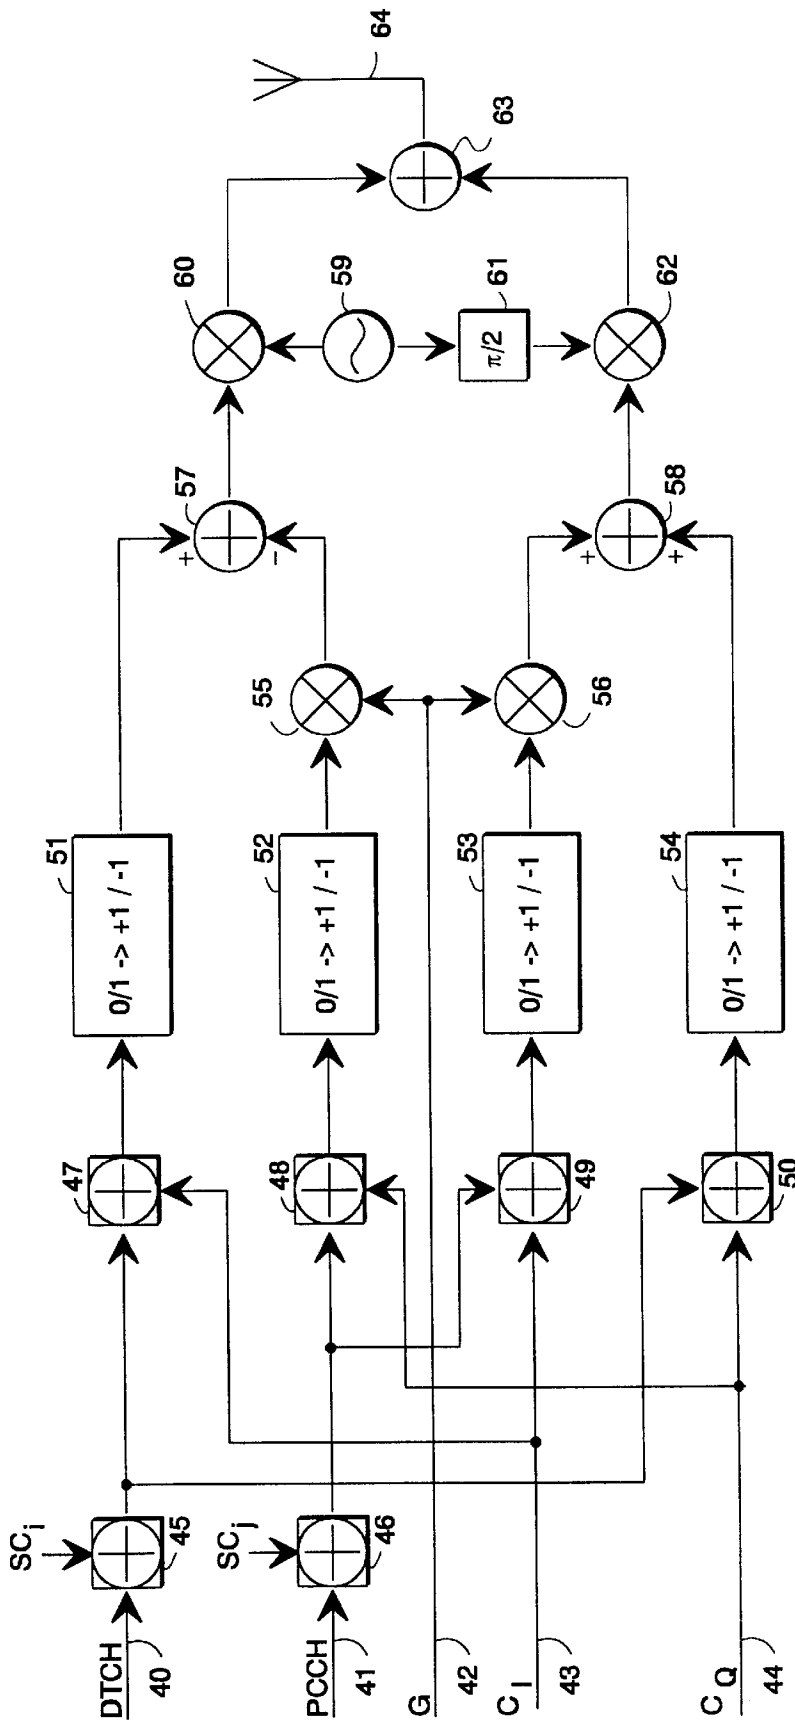 DTCH
40
SCi
45
PCCH
41
SCj
46
G
42
CI
43
CQ
44
47
48
49
50
51
0/1 -> +1 / -1
52
0/1 -> +1 / -1
53
0/1 -> +1 / -1
54
0/1 -> +1 / -1
55
56
57
+
-
58
+
+
59
60
61
π/2
62
63
64